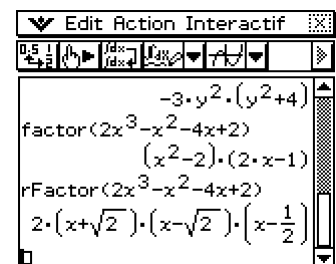 Edit Action Interactif
-3·y²·(y²+4)
factor(2x³-x²-4x+2)
(x²-2)·(2·x-1)
rFactor(2x³-x²-4x+2)
2·(x+√2)·(x-√2)·(x-1/2)